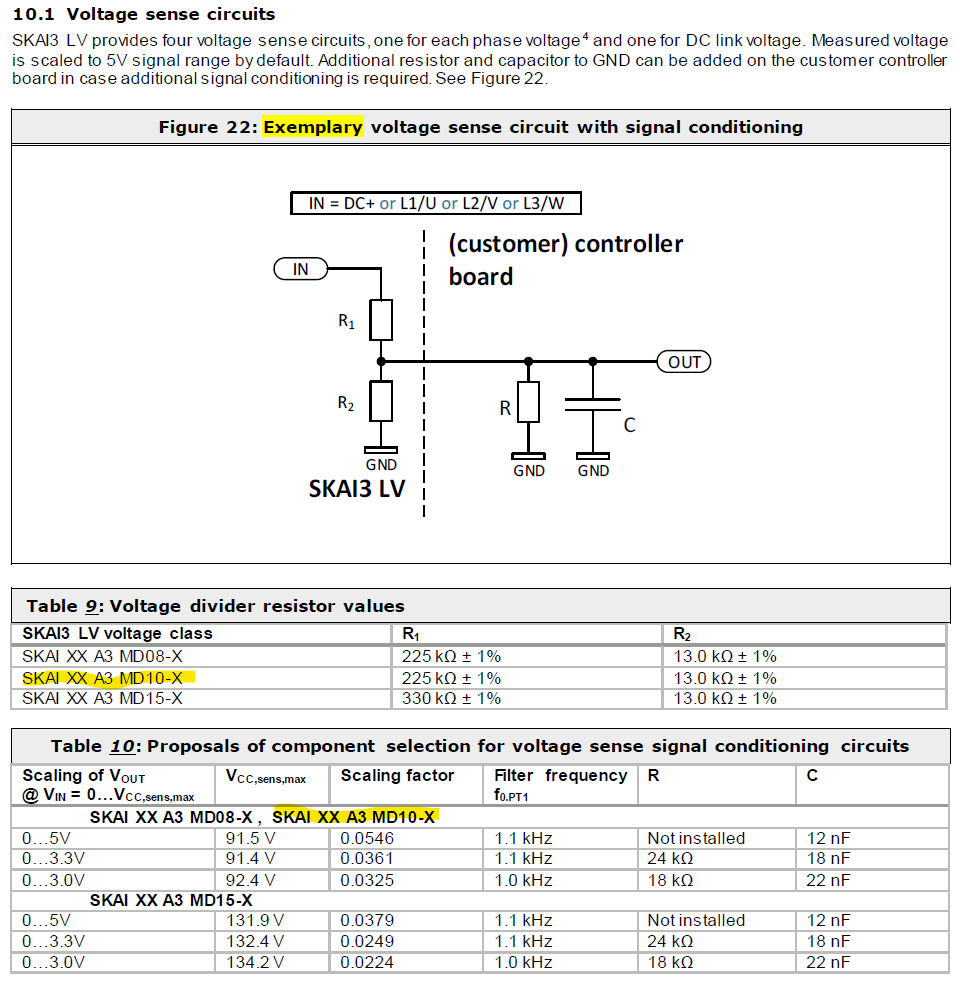 10.1 Voltage sense circuits
SKAI3 LV provides four voltage sense circuits, one for each phase voltage⁴ and one for DC link voltage. Measured voltage
is scaled to 5V signal range by default. Additional resistor and capacitor to GND can be added on the customer controller
board in case additional signal conditioning is required. See Figure 22.
Figure 22: Exemplary voltage sense circuit with signal conditioning
IN = DC+ or L1/U or L2/V or L3/W
(customer) controller
board
IN
R₁
OUT
R₂
R
C
GND
GND
GND
SKAI3 LV
Table 9: Voltage divider resistor values
SKAI3 LV voltage class R₁ R₂
SKAI XX A3 MD08-X 225 kΩ ± 1% 13.0 kΩ ± 1%
SKAI XX A3 MD10-X 225 kΩ ± 1% 13.0 kΩ ± 1%
SKAI XX A3 MD15-X 330 kΩ ± 1% 13.0 kΩ ± 1%
Table 10: Proposals of component selection for voltage sense signal conditioning circuits
Scaling of VOUT VCC,sens,max Scaling factor Filter frequency R C
@ VIN = 0...VCC,sens,max f0.PT1
SKAI XX A3 MD08-X , SKAI XX A3 MD10-X
0...5V 91.5 V 0.0546 1.1 kHz Not installed 12 nF
0...3.3V 91.4 V 0.0361 1.1 kHz 24 kΩ 18 nF
0...3.0V 92.4 V 0.0325 1.0 kHz 18 kΩ 22 nF
SKAI XX A3 MD15-X
0...5V 131.9 V 0.0379 1.1 kHz Not installed 12 nF
0...3.3V 132.4 V 0.0249 1.1 kHz 24 kΩ 18 nF
0...3.0V 134.2 V 0.0224 1.0 kHz 18 kΩ 22 nF